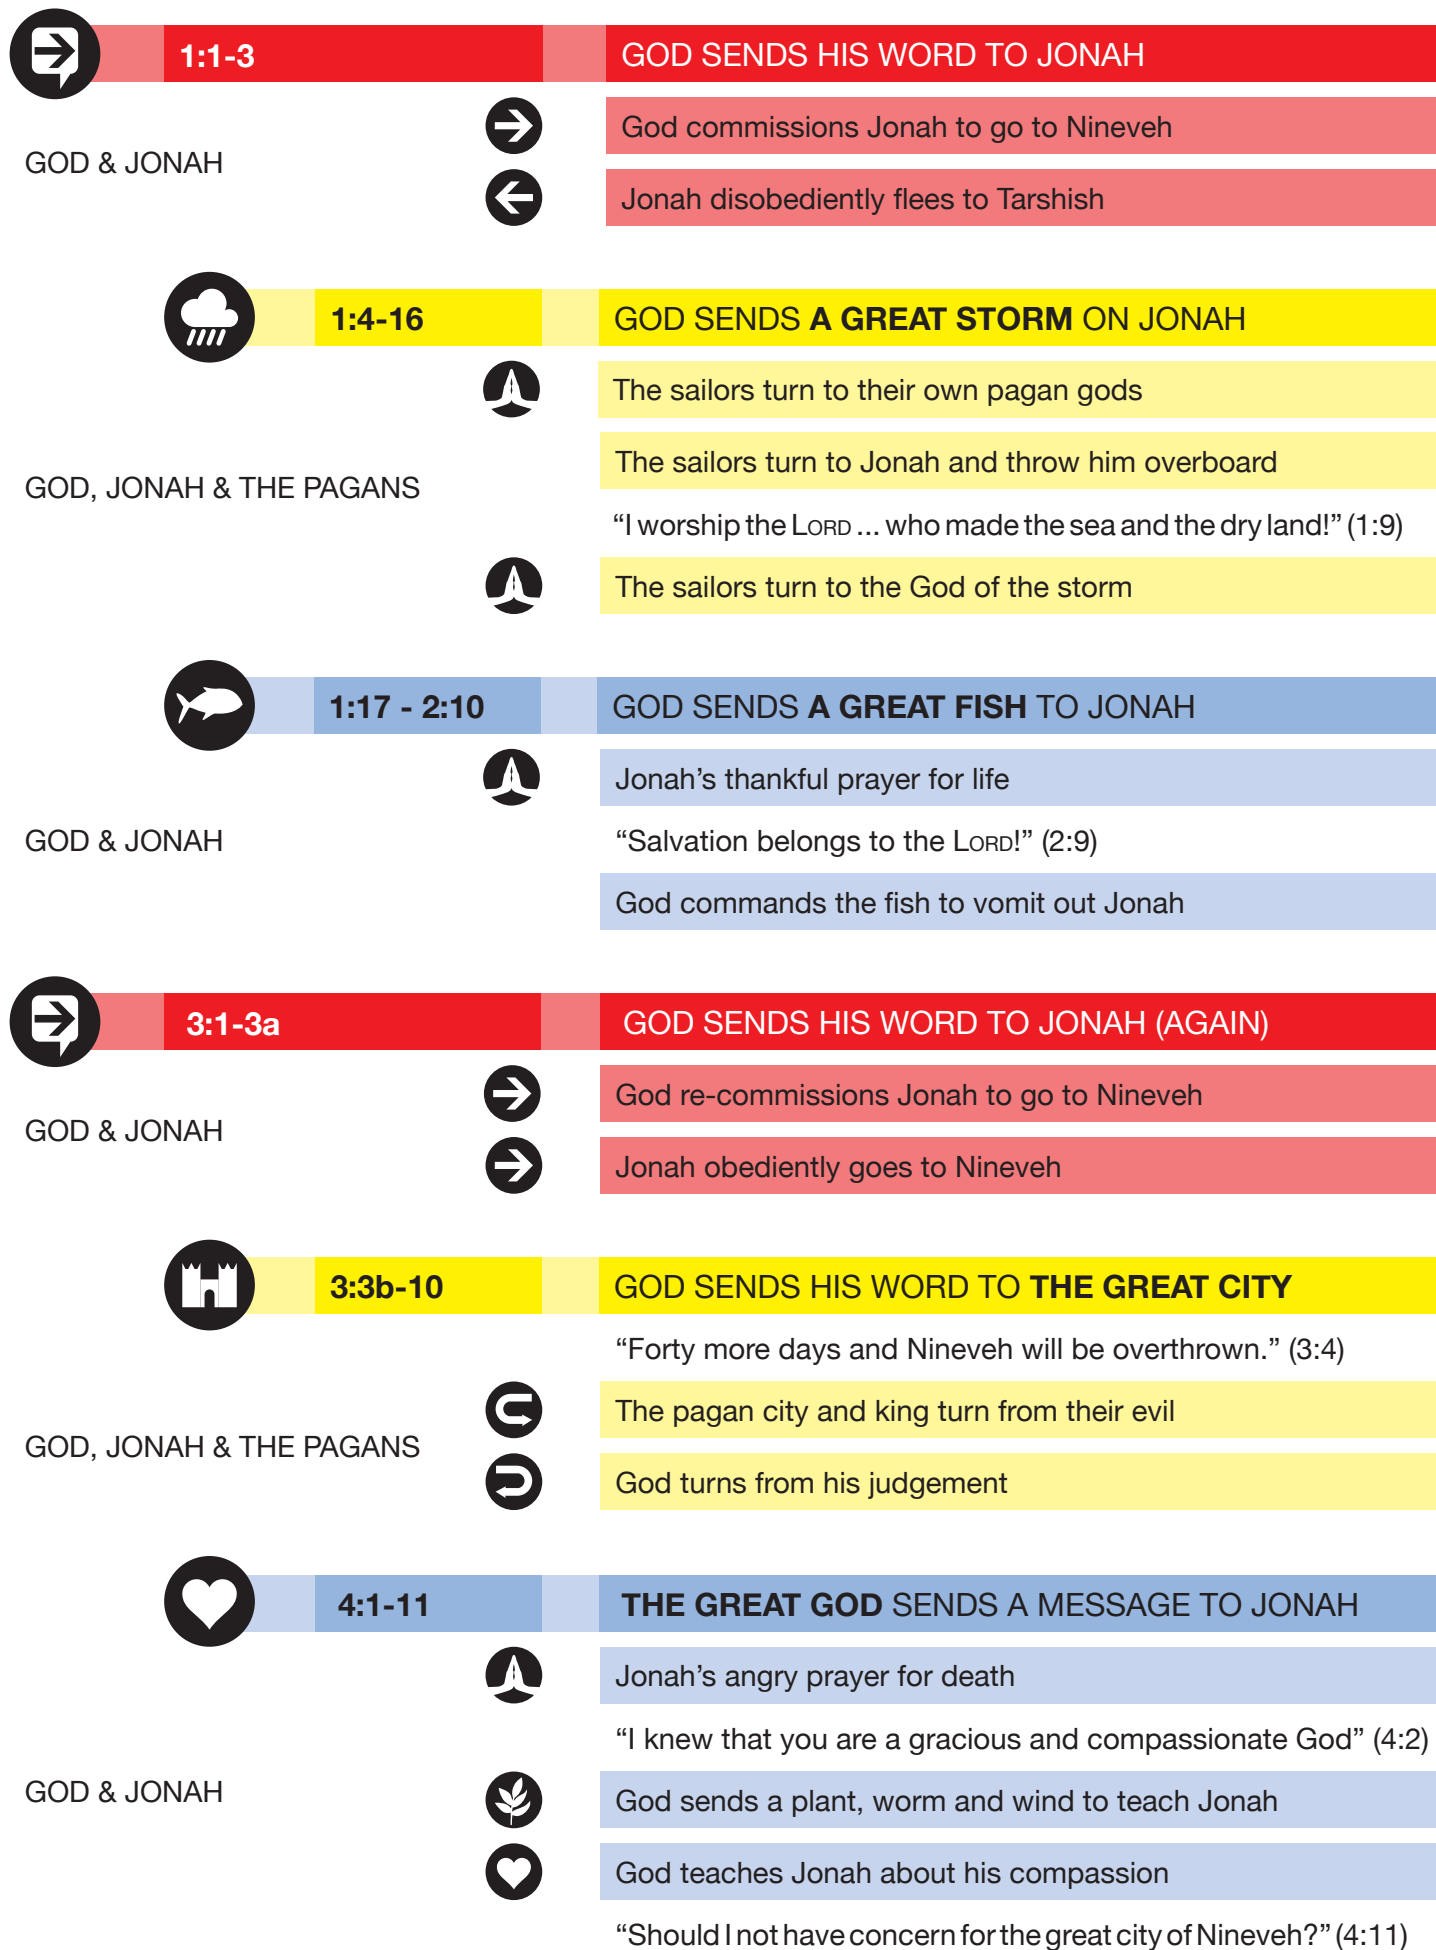 1:1-3 GOD SENDS HIS WORD TO JONAH
God commissions Jonah to go to Nineveh
GOD & JONAH
Jonah disobediently flees to Tarshish
1:4-16 GOD SENDS A GREAT STORM ON JONAH
The sailors turn to their own pagan gods
The sailors turn to Jonah and throw him overboard
GOD, JONAH & THE PAGANS
“I worship the LORD ... who made the sea and the dry land!” (1:9)
The sailors turn to the God of the storm
1:17 - 2:10 GOD SENDS A GREAT FISH TO JONAH
Jonah’s thankful prayer for life
GOD & JONAH “Salvation belongs to the LORD!” (2:9)
God commands the fish to vomit out Jonah
3:1-3a GOD SENDS HIS WORD TO JONAH (AGAIN)
God re-commissions Jonah to go to Nineveh
GOD & JONAH
Jonah obediently goes to Nineveh
3:3b-10 GOD SENDS HIS WORD TO THE GREAT CITY
“Forty more days and Nineveh will be overthrown.” (3:4)
The pagan city and king turn from their evil
GOD, JONAH & THE PAGANS
God turns from his judgement
4:1-11 THE GREAT GOD SENDS A MESSAGE TO JONAH
Jonah’s angry prayer for death
“I knew that you are a gracious and compassionate God” (4:2)
GOD & JONAH
God sends a plant, worm and wind to teach Jonah
God teaches Jonah about his compassion
“Should I not have concern for the great city of Nineveh?” (4:11)